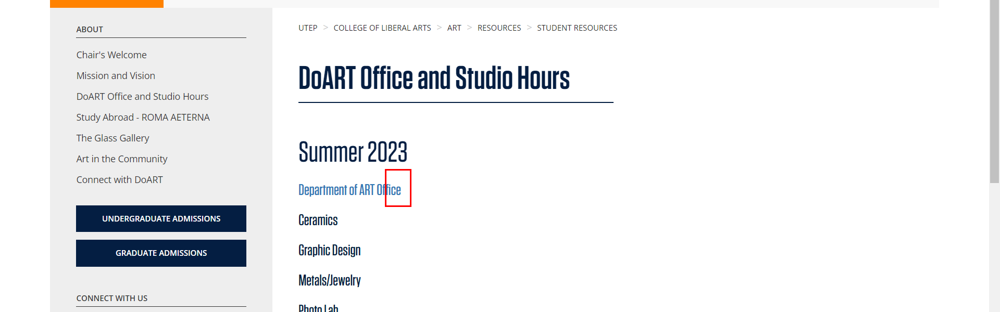 ABOUT
Chair's Welcome
Mission and Vision
DoART Office and Studio Hours
Study Abroad - ROMA AETERNA
The Glass Gallery
Art in the Community
Connect with DoART
UNDERGRADUATE ADMISSIONS
GRADUATE ADMISSIONS
CONNECT WITH US
UTEP > COLLEGE OF LIBERAL ARTS > ART > RESOURCES > STUDENT RESOURCES
DoART Office and Studio Hours
Summer 2023
Department of ART Office
Ceramics
Graphic Design
Metals/Jewelry
Photo Lab